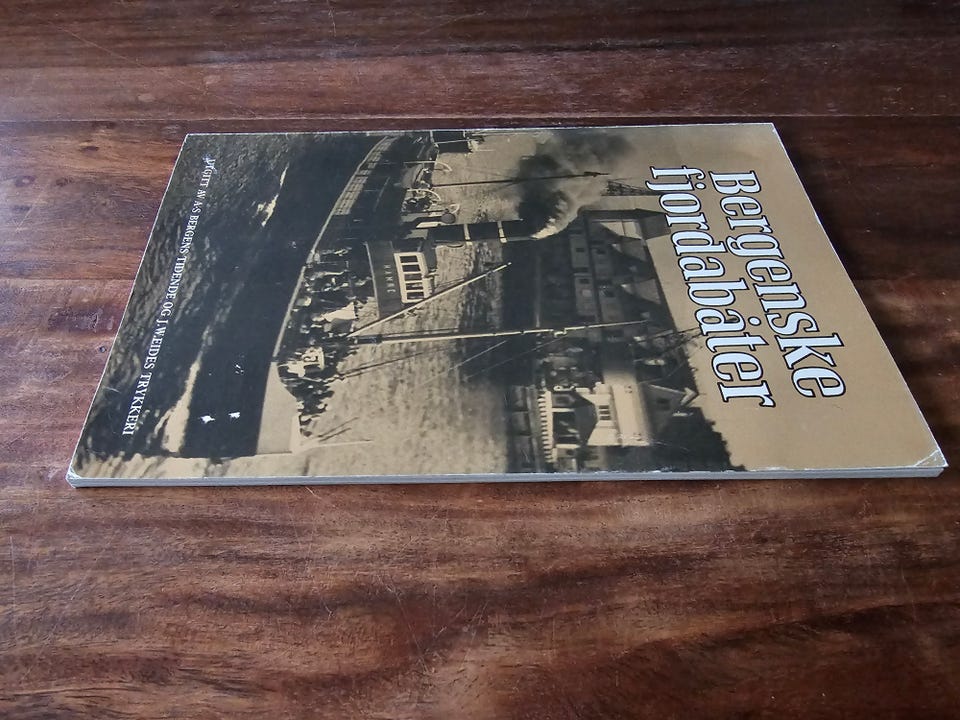 Bergenske
fjordabåter
UTGITT AV A·S BERGENS TIDENDE OG J.W.EIDES TRYKKERI